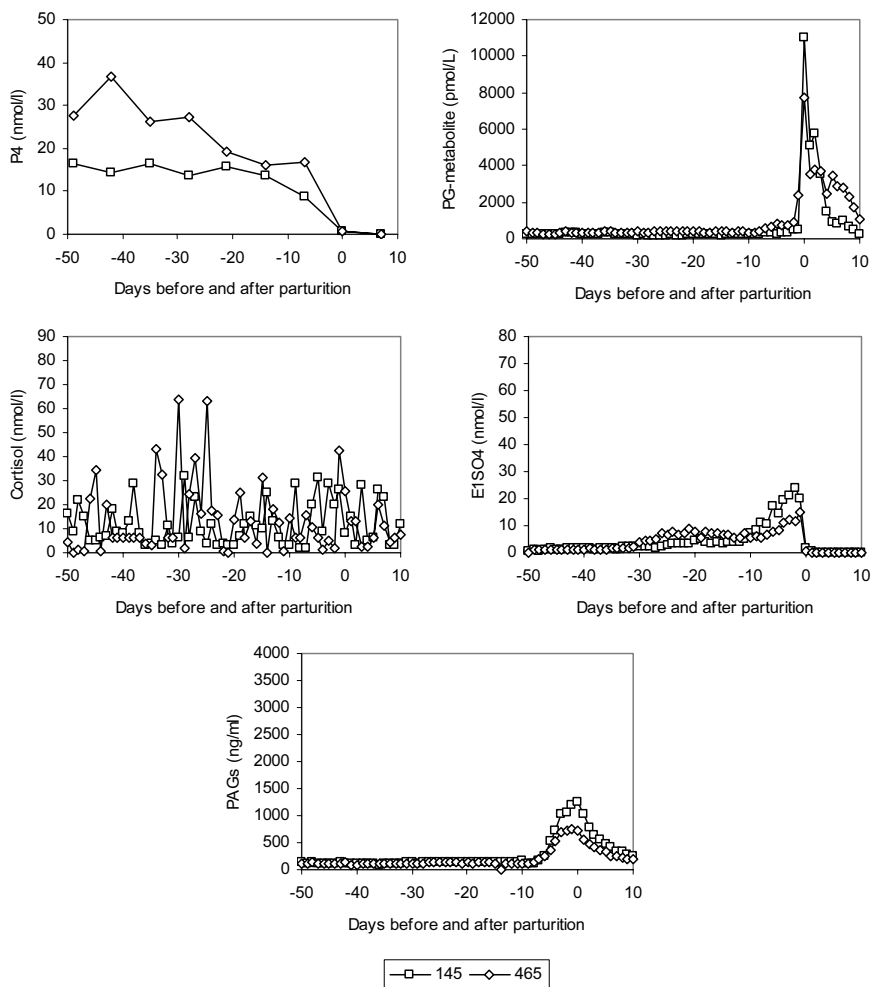 P4 (nmol/l)
50
40
30
20
10
0
-50 -40 -30 -20 -10 0 10
Days before and after parturition
PG-metabolite (pmol/L)
12000
10000
8000
6000
4000
2000
0
-50 -40 -30 -20 -10 0 10
Days before and after parturition
Cortisol (nmol/l)
90
80
70
60
50
40
30
20
10
0
-50 -40 -30 -20 -10 0 10
Days before and after parturition
E1SO4 (nmol/l)
80
70
60
50
40
30
20
10
0
-50 -40 -30 -20 -10 0 10
Days before and after parturition
PAGs (ng/ml)
4000
3500
3000
2500
2000
1500
1000
500
0
-50 -40 -30 -20 -10 0 10
Days before and after parturition
145 465